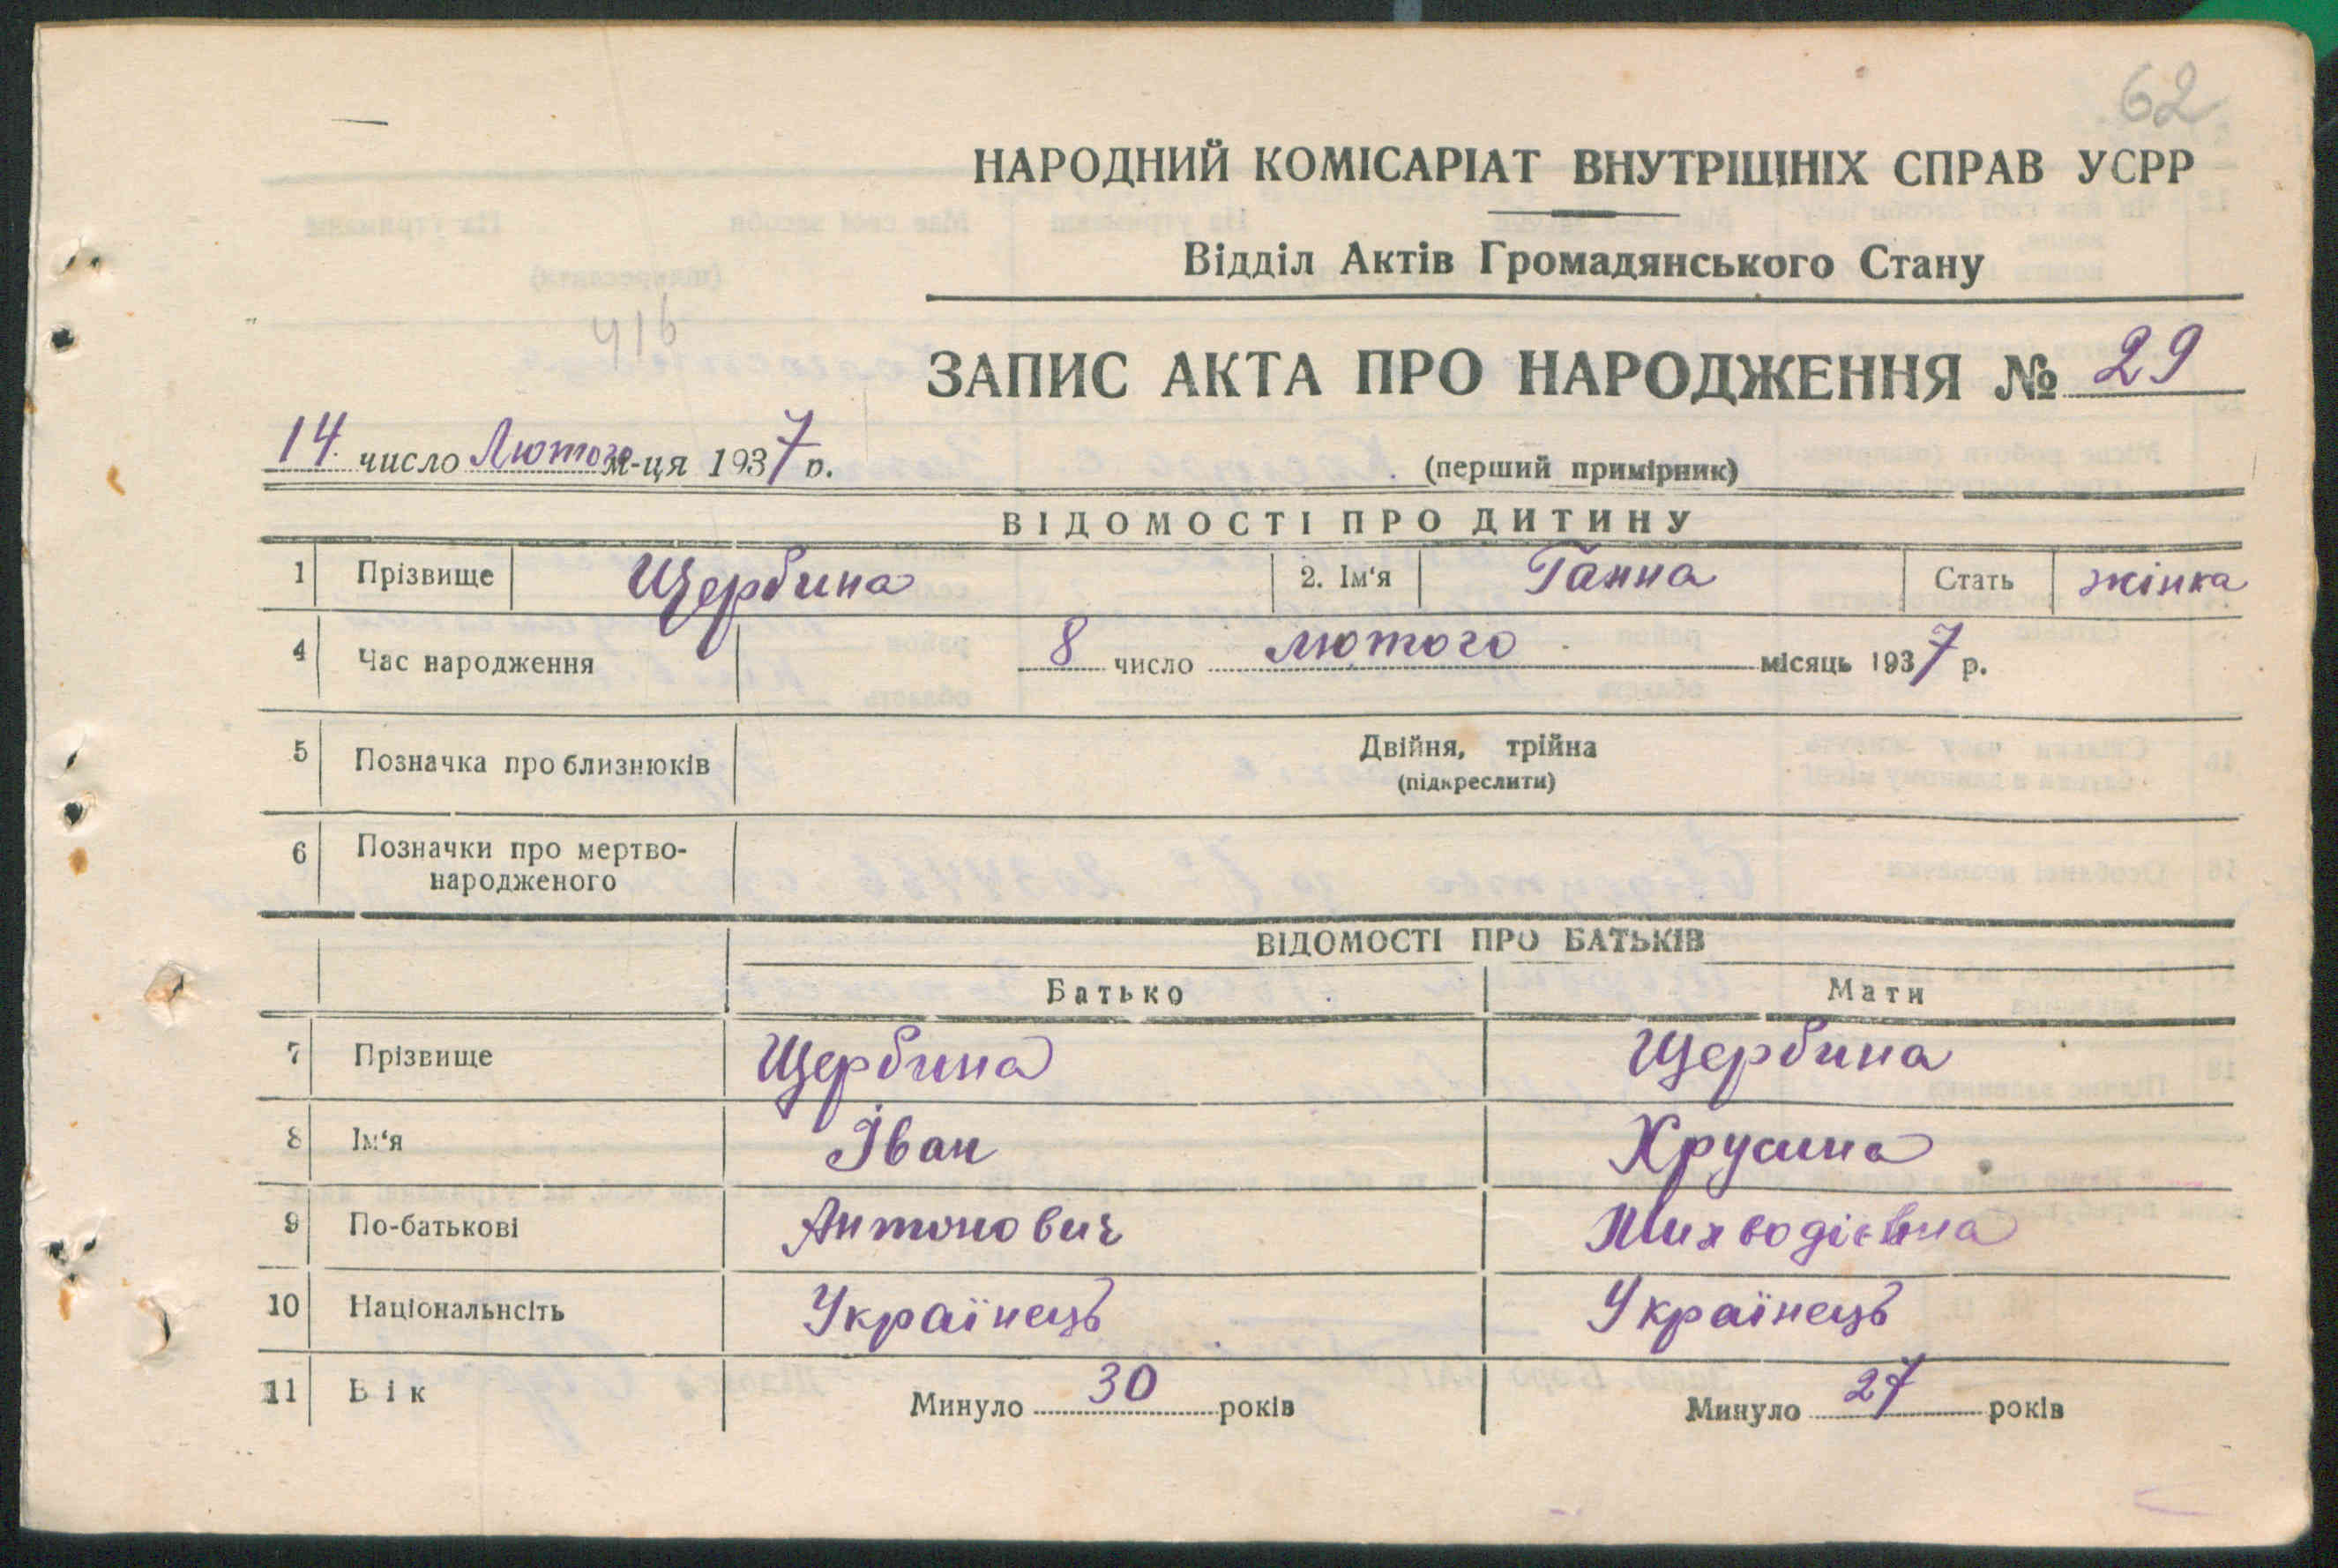 62
НАРОДНИЙ КОМІСАРІАТ ВНУТРІШНІХ СПРАВ УСРР
Відділ Актів Громадянського Стану
416
ЗАПИС АКТА ПРО НАРОДЖЕННЯ № 29
14 число Лютого м-ця 1937 р.
(перший примірник)
ВІДОМОСТІ ПРО ДИТИНУ
1 Прізвище Щербина 2. Ім'я Ганна Стать жінка
4 Час народження 8 число лютого місяць 1937 р.
5 Позначка про близнюків Двійня, трійна
(підкреслити)
6 Позначки про мертво-
народженого
ВІДОМОСТІ ПРО БАТЬКІВ
Батько Мати
7 Прізвище Щербина Щербина
8 Ім'я Іван
9 По-батькові Антонович
10 Національнсіть Українець Українець
11 Вік Минуло 30 років Минуло 27 років